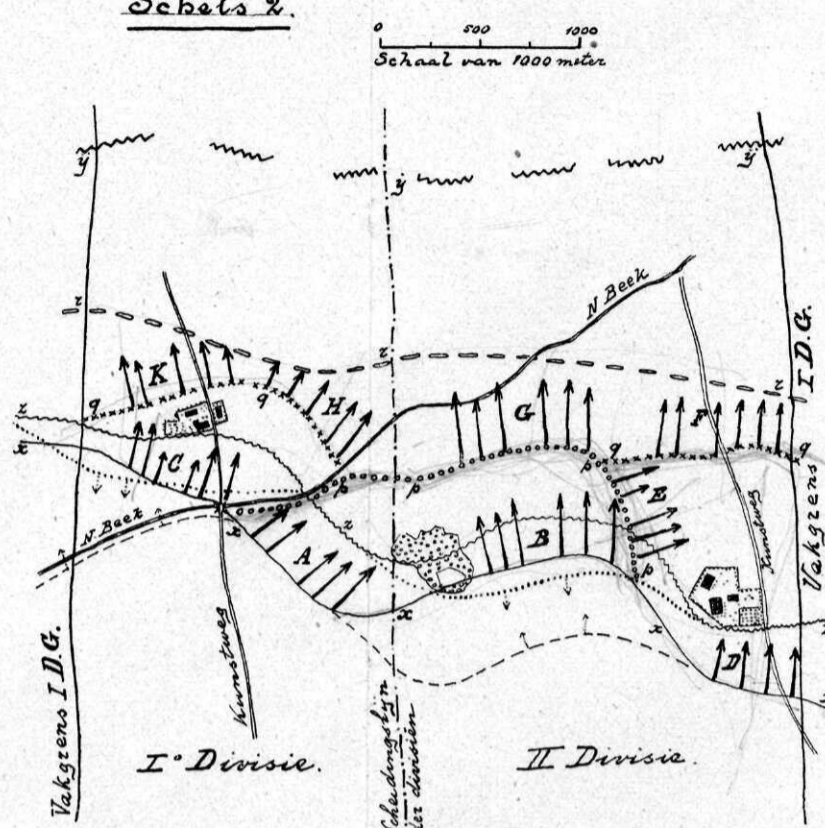 Schets 2.
0 500 1000
Schaal van 1000 meter
y
y
y
I D.G.
N Beek
z
z
z
K
q
q
H
G
F
z
x
C
p
p
p
q
q
E
N. Beek
A
z
B
p
Kunstweg
x
x
D
Vakgrens I D.G.
Kunstweg
Vakgrens
Scheidingslijn
der divisiën
Iᵉ Divisie.
II Divisie.